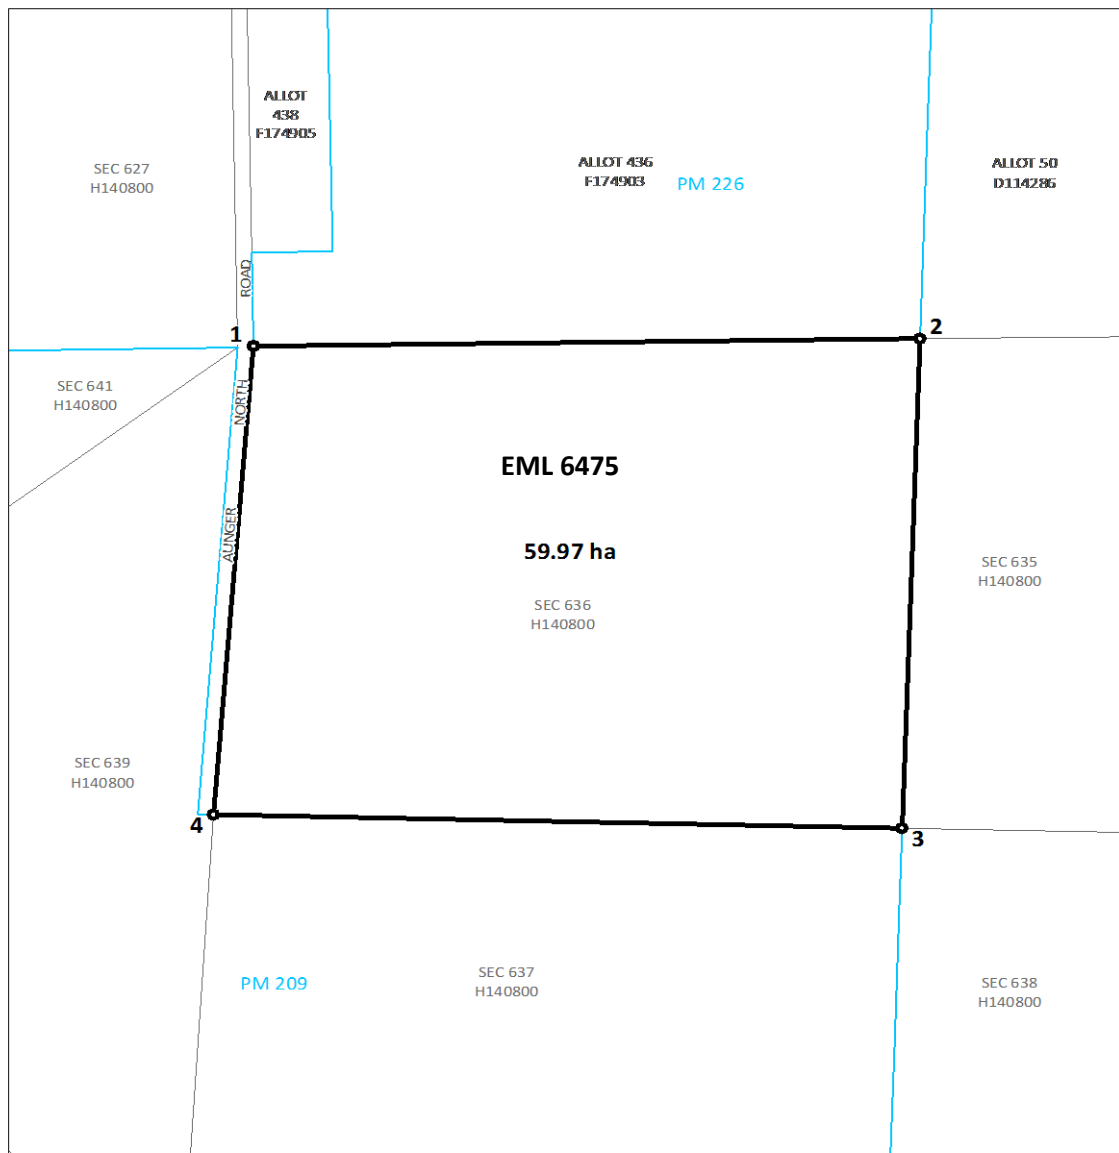 ALLOT
438
F174905
SEC 627
H140800
ALLOT 436
F174903
PM 226
ALLOT 50
D114286
ROAD
1
2
SEC 641
H140800
NORTH
EML 6475
AUNGER
59.97 ha
SEC 635
H140800
SEC 636
H140800
SEC 639
H140800
4
3
PM 209
SEC 637
H140800
SEC 638
H140800